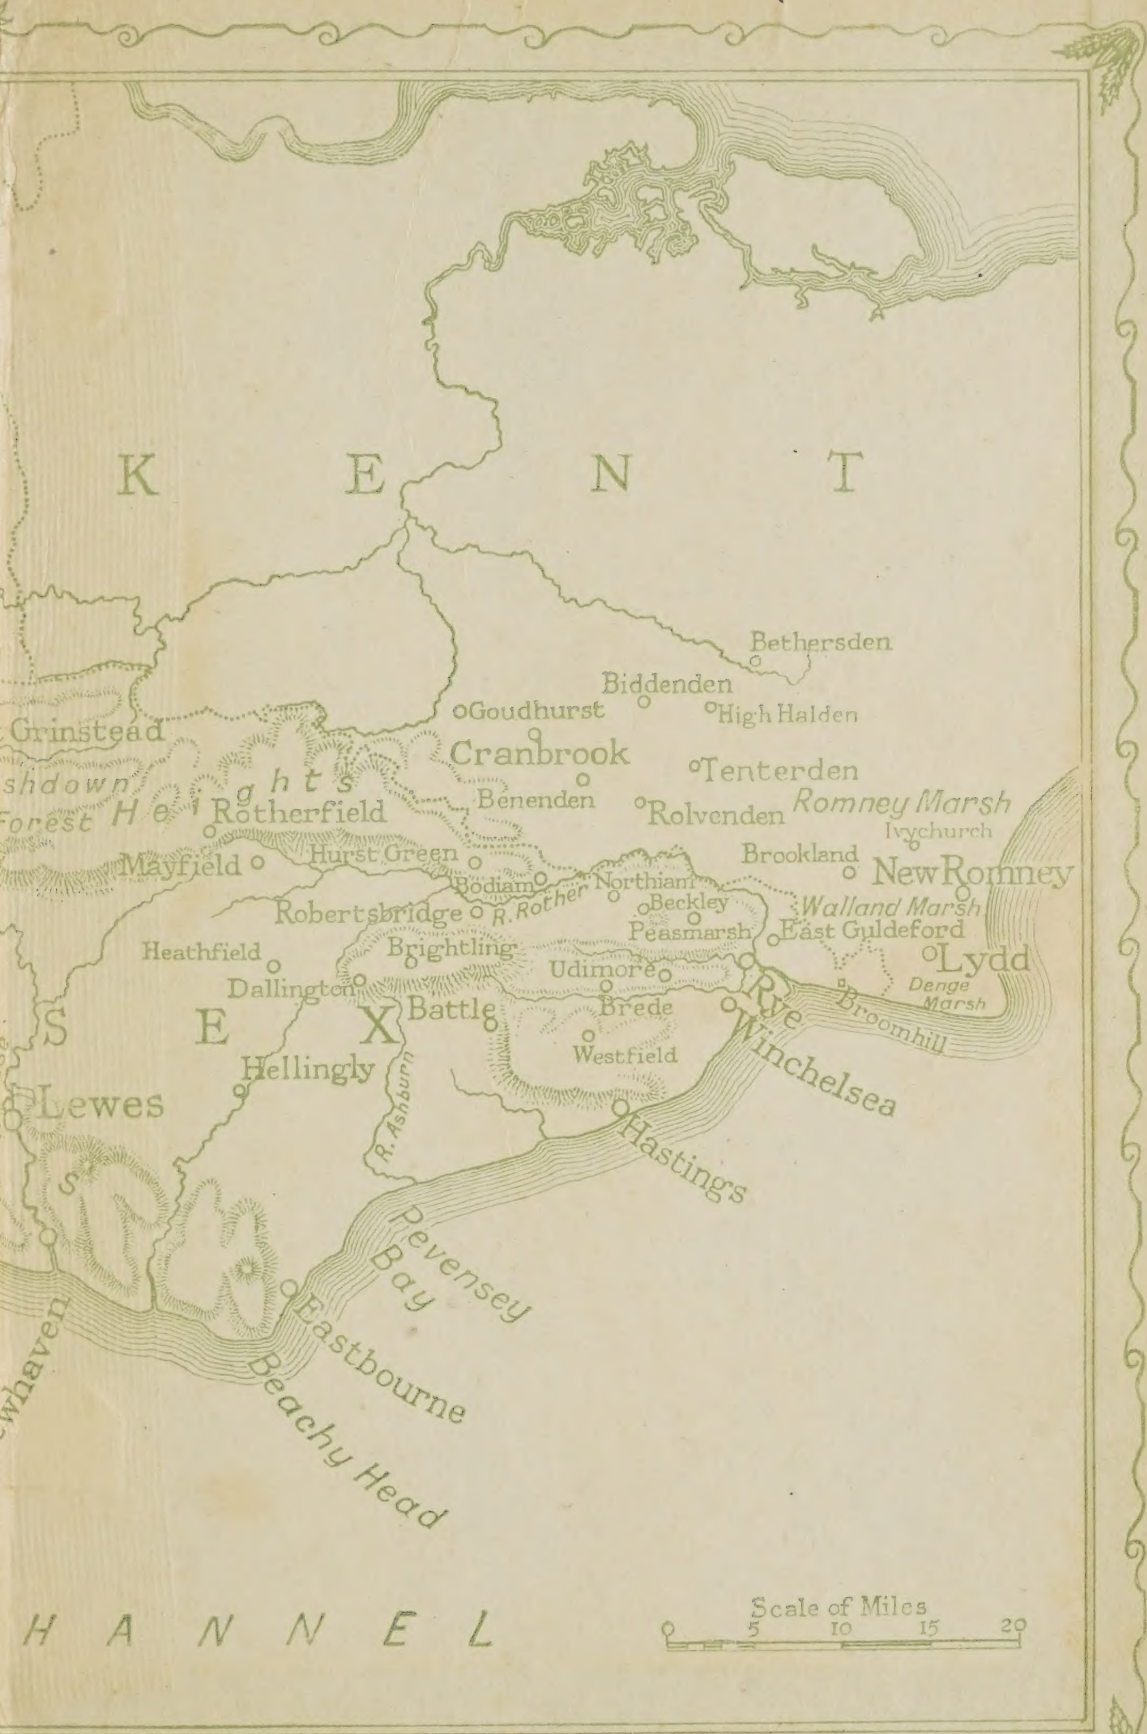 K E N T
Bethersden
Biddenden
Goudhurst
High Halden
Grinstead
Cranbrook
Tenterden
shdown
Forest
Heights
Benenden
Rolvenden
Romney Marsh
Rotherfield
Ivychurch
Mayfield
Hurst Green
Brookland
New Romney
Bodiam
Northiam
R. Rother
Beckley
Walland Marsh
Robertsbridge
Peasmarsh
East Guldeford
Heathfield
Brightling
Udimore
Lydd
Dallington
Denge
Marsh
Rye
S E X
Battle
Brede
Broomhill
Westfield
Winchelsea
Hellingly
R. Ashburn
Lewes
Hastings
S
Pevensey
Bay
Eastbourne
whaven
Beachy Head
HANNEL
Scale of Miles
0 5 10 15 20